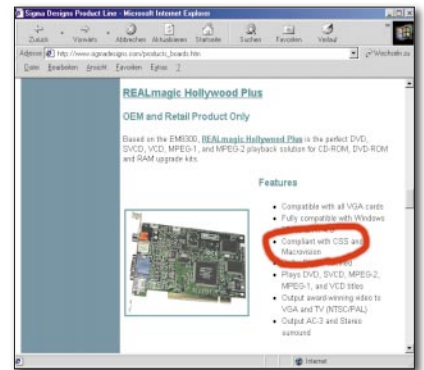 Sigma Designs Product Line - Microsoft Internet Explorer
Zurück Vorwärts Abbrechen Aktualisieren Startseite Suchen Favoriten Verlauf
Adresse http://www.sigmadesigns.com/products_boards.htm Wechseln zu
Datei Bearbeiten Ansicht Favoriten Extras ?
REALmagic Hollywood Plus
OEM and Retail Product Only
Based on the EM8300, REALmagic Hollywood Plus is the perfect DVD,
SVCD, VCD, MPEG-1, and MPEG-2 playback solution for CD-ROM, DVD-ROM
and RAM upgrade kits.
Features
• Compatible with all VGA cards
• Fully compatible with Windows
• Compliant with CSS and
Macrovision
• Plays DVD, SVCD, MPEG-2,
MPEG-1, and VCD titles
• Output award-winning video to
VGA and TV (NTSC/PAL)
• Output AC-3 and Stereo
surround
Internet